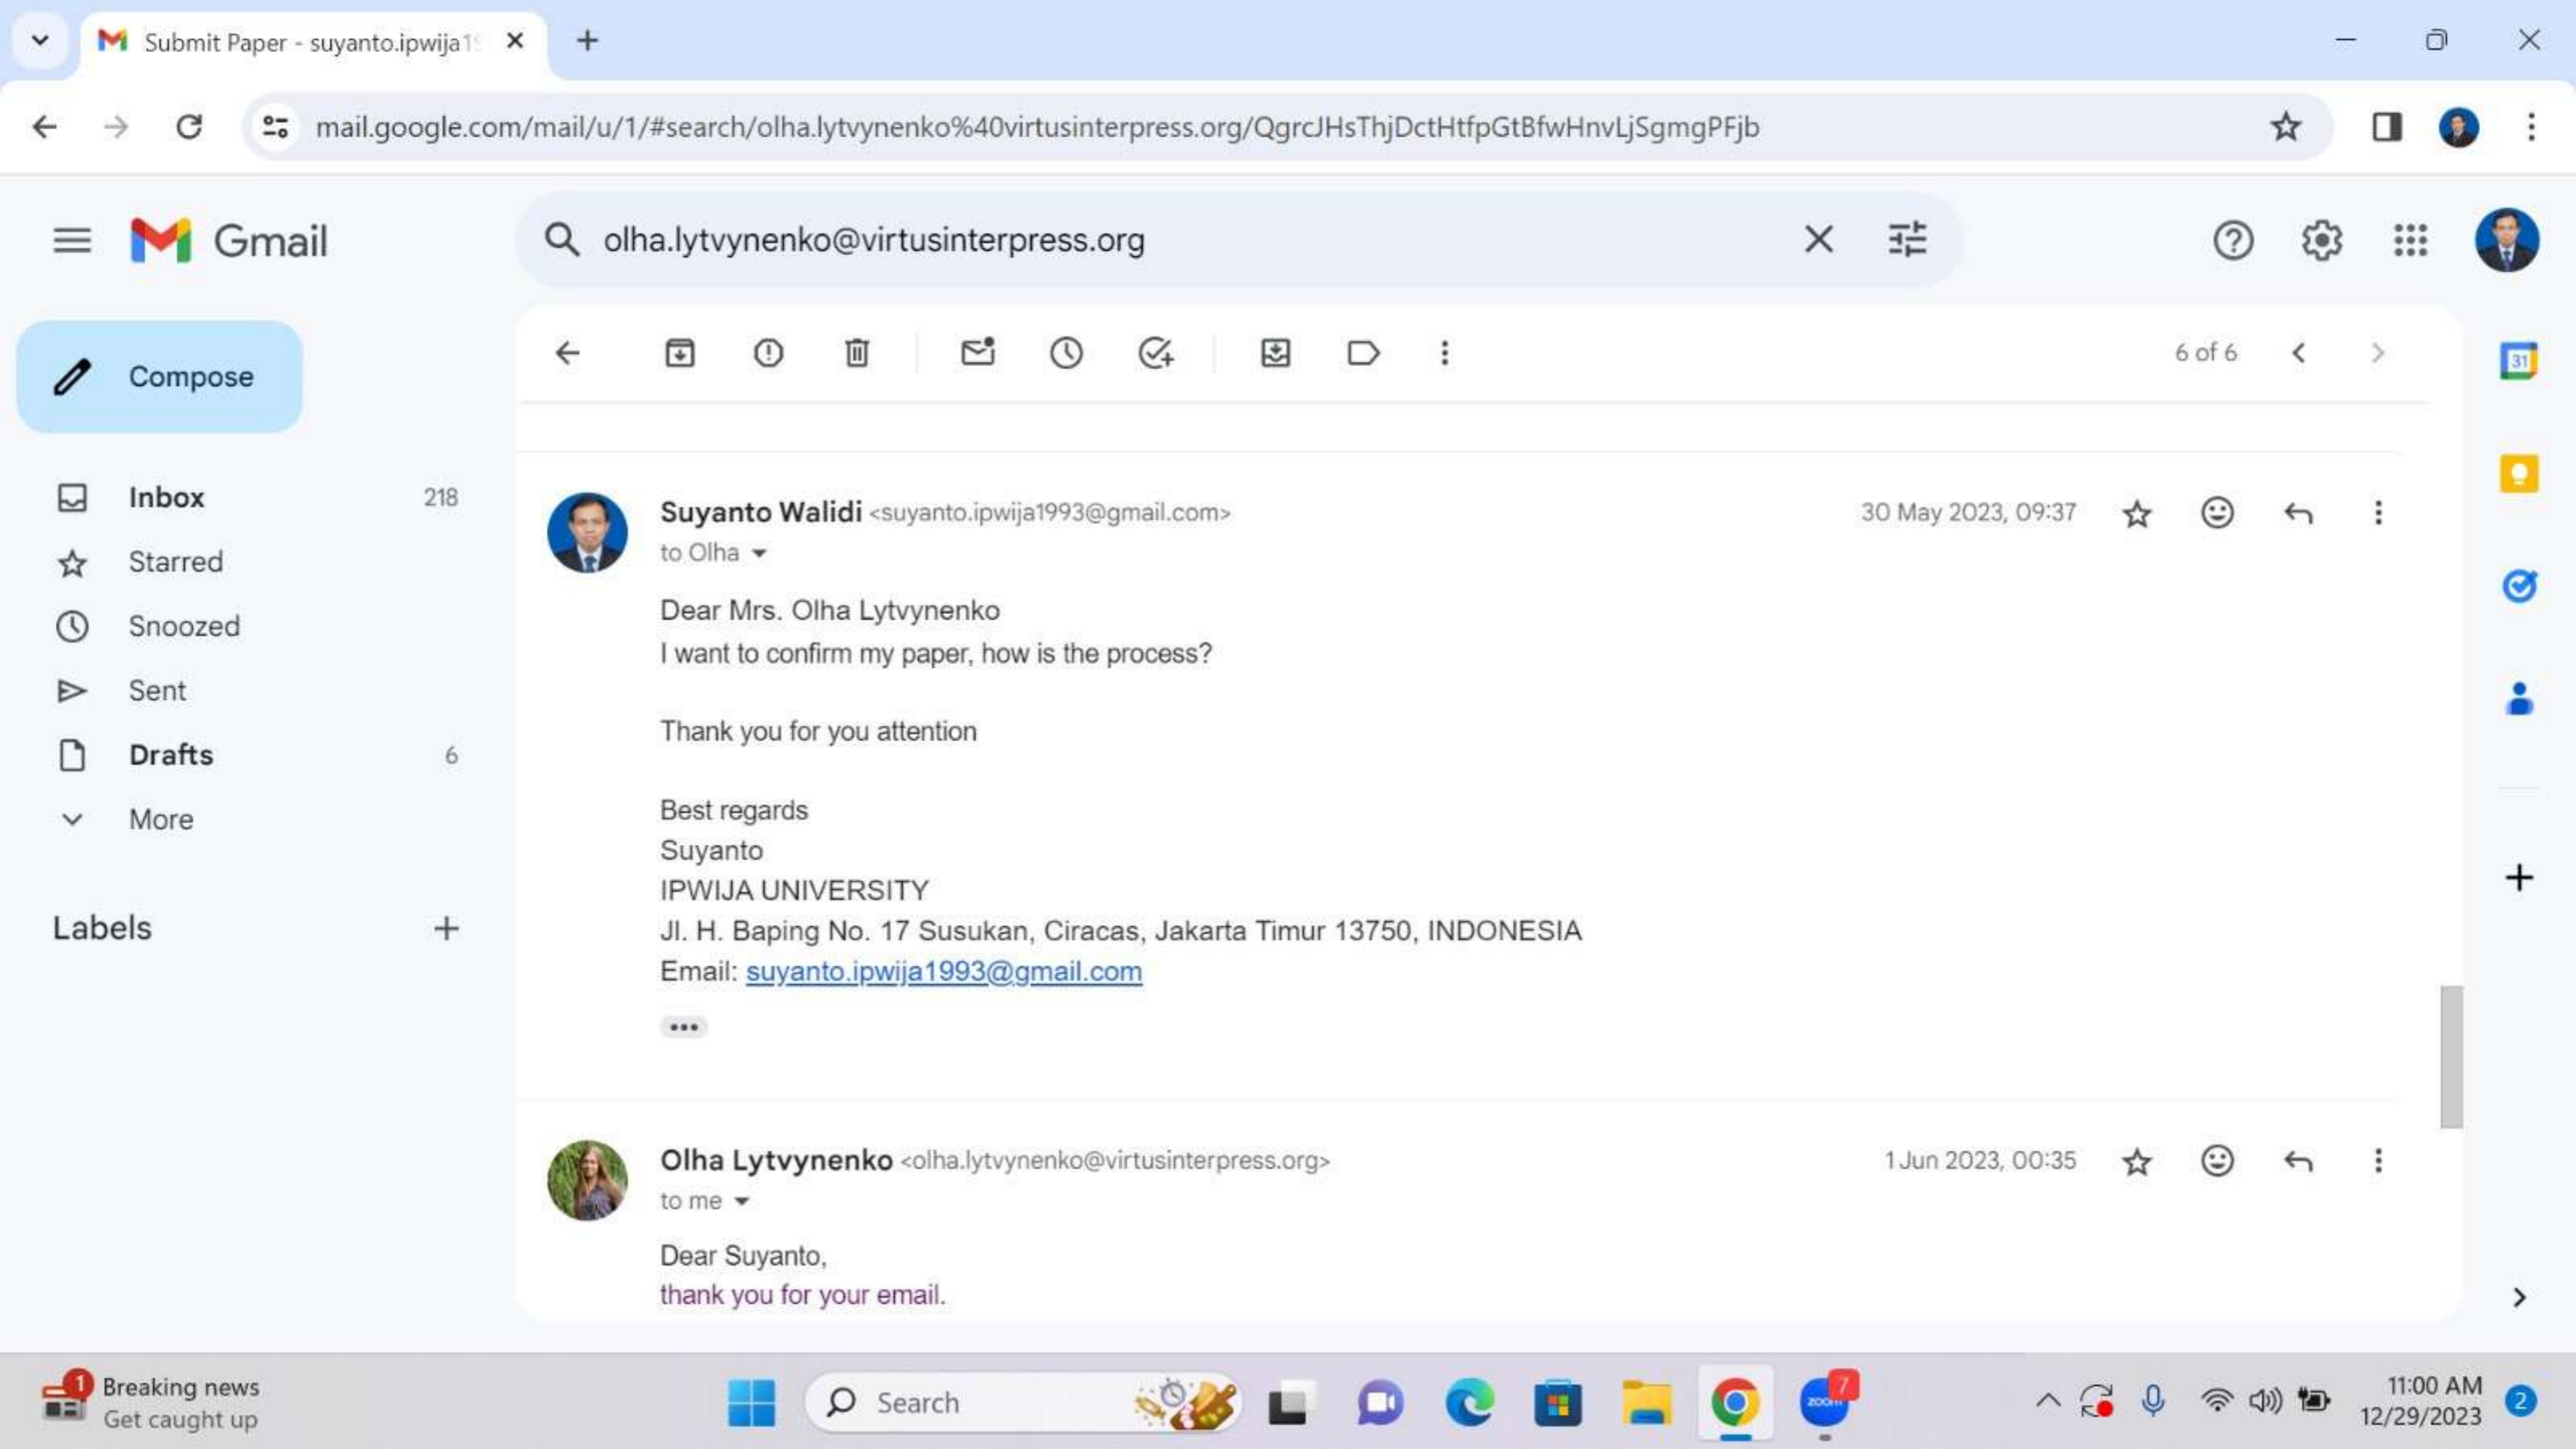 Submit Paper - suyanto.ipwija19
mail.google.com/mail/u/1/#search/olha.lytvynenko%40virtusinterpress.org/QgrcJHsThjDctHtfpGtBfwHnvLjSgmgPFjb
Gmail
olha.lytvynenko@virtusinterpress.org
Compose
6 of 6
31
Inbox 218
Starred
Snoozed
Sent
Drafts 6
More
Labels
Suyanto Walidi <suyanto.ipwija1993@gmail.com> 30 May 2023, 09:37
to Olha
Dear Mrs. Olha Lytvynenko
I want to confirm my paper, how is the process?
Thank you for you attention
Best regards
Suyanto
IPWIJA UNIVERSITY
Jl. H. Baping No. 17 Susukan, Ciracas, Jakarta Timur 13750, INDONESIA
Email: suyanto.ipwija1993@gmail.com
Olha Lytvynenko <olha.lytvynenko@virtusinterpress.org> 1 Jun 2023, 00:35
to me
Dear Suyanto,
thank you for your email.
1
Breaking news
Get caught up
Search
zoom
7
11:00 AM
12/29/2023
2